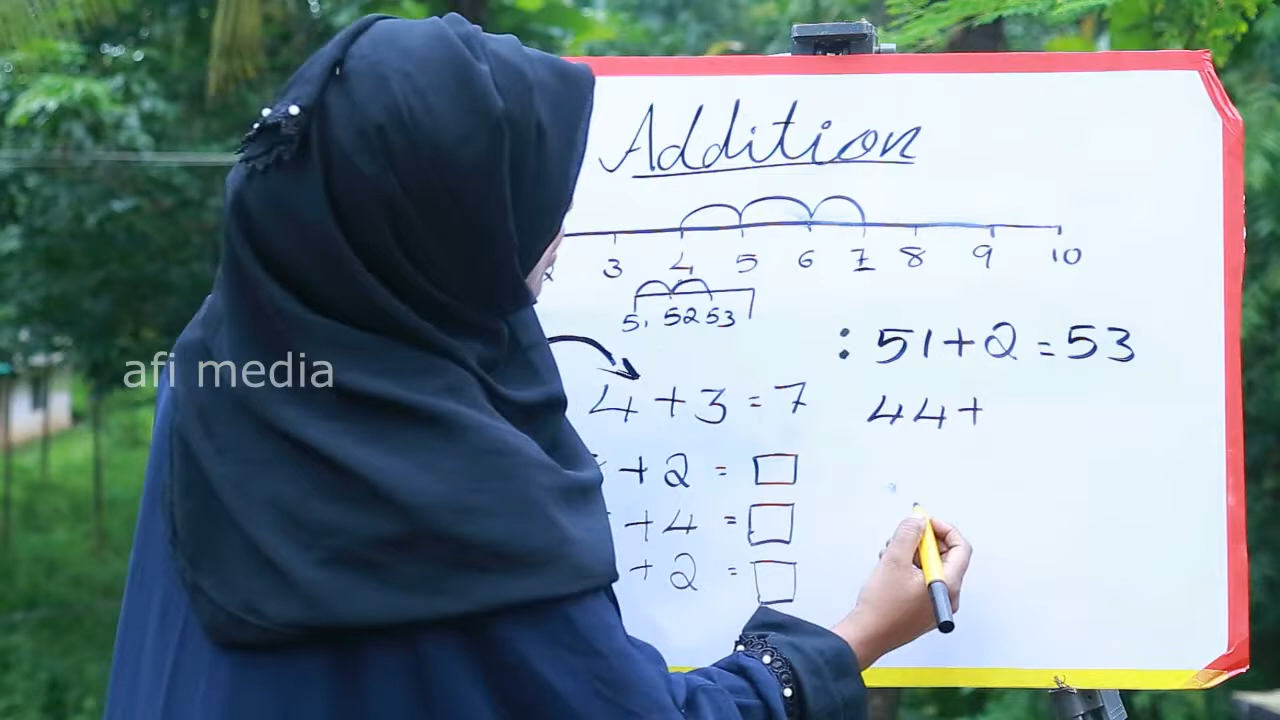 Addition
3 4 5 6 7 8 9 10
51 52 53
: 51+2=53
4+3=7
44+
+2=□
+4=□
+2=□
afi media